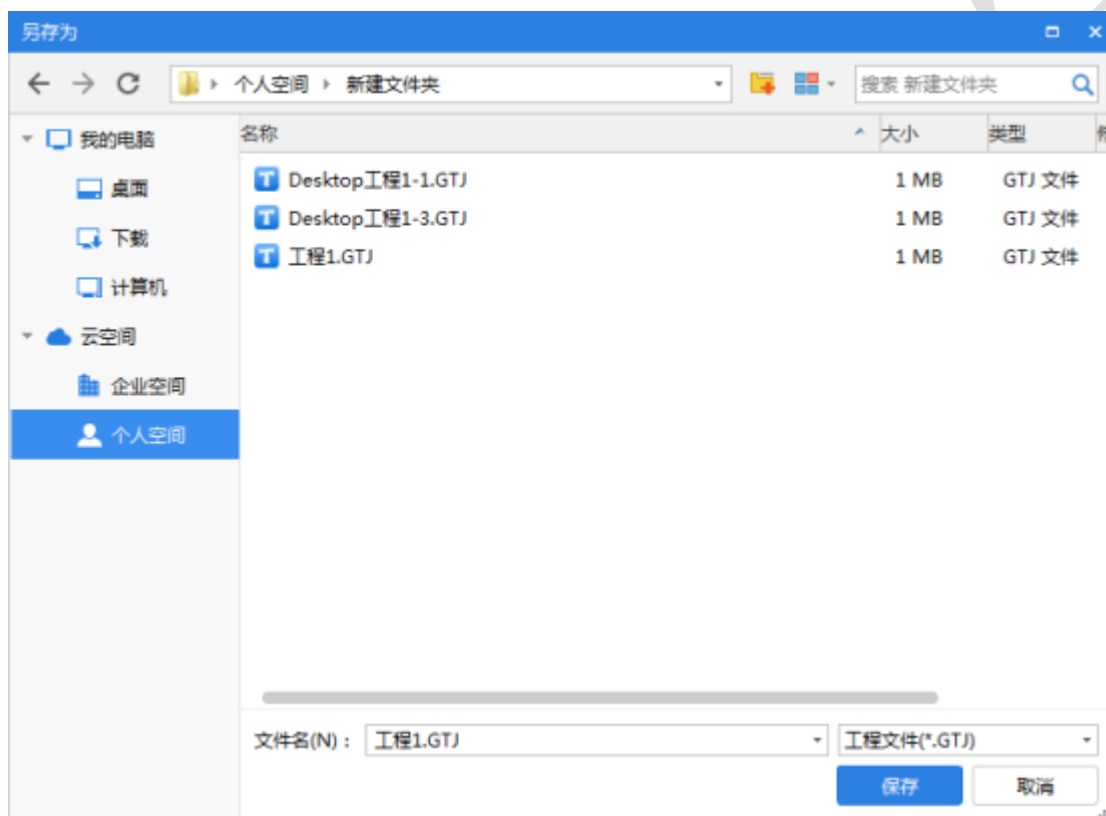 另存为
个人空间 新建文件夹 搜索 新建文件夹
我的电脑
桌面
下载
计算机
云空间
企业空间
个人空间
名称 大小 类型
Desktop工程1-1.GTJ 1 MB GTJ 文件
Desktop工程1-3.GTJ 1 MB GTJ 文件
工程1.GTJ 1 MB GTJ 文件
文件名(N)： 工程1.GTJ 工程文件(*.GTJ)
保存 取消